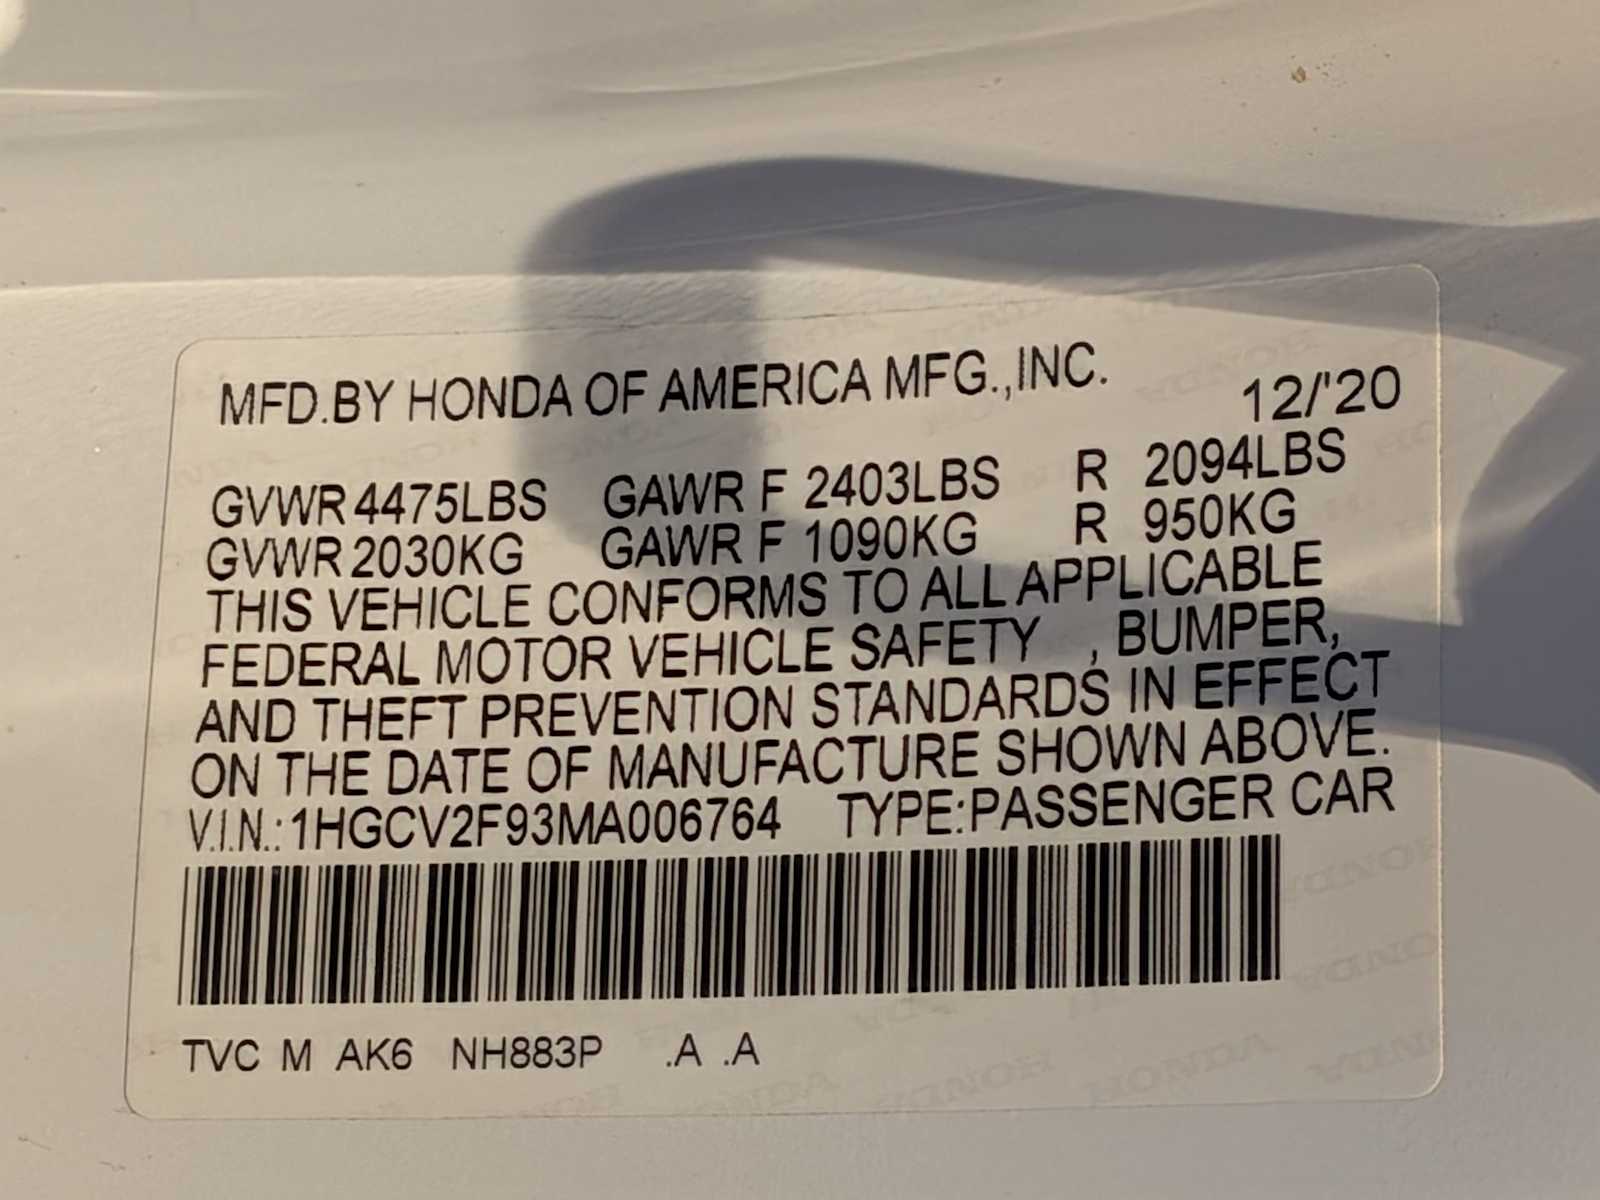 MFD.BY HONDA OF AMERICA MFG.,INC. 12/'20
GVWR 4475LBS GAWR F 2403LBS R 2094LBS
GVWR 2030KG GAWR F 1090KG R 950KG
THIS VEHICLE CONFORMS TO ALL APPLICABLE
FEDERAL MOTOR VEHICLE SAFETY , BUMPER,
AND THEFT PREVENTION STANDARDS IN EFFECT
ON THE DATE OF MANUFACTURE SHOWN ABOVE.
V.I.N.: 1HGCV2F93MA006764 TYPE:PASSENGER CAR
TVC M AK6 NH883P .A .A